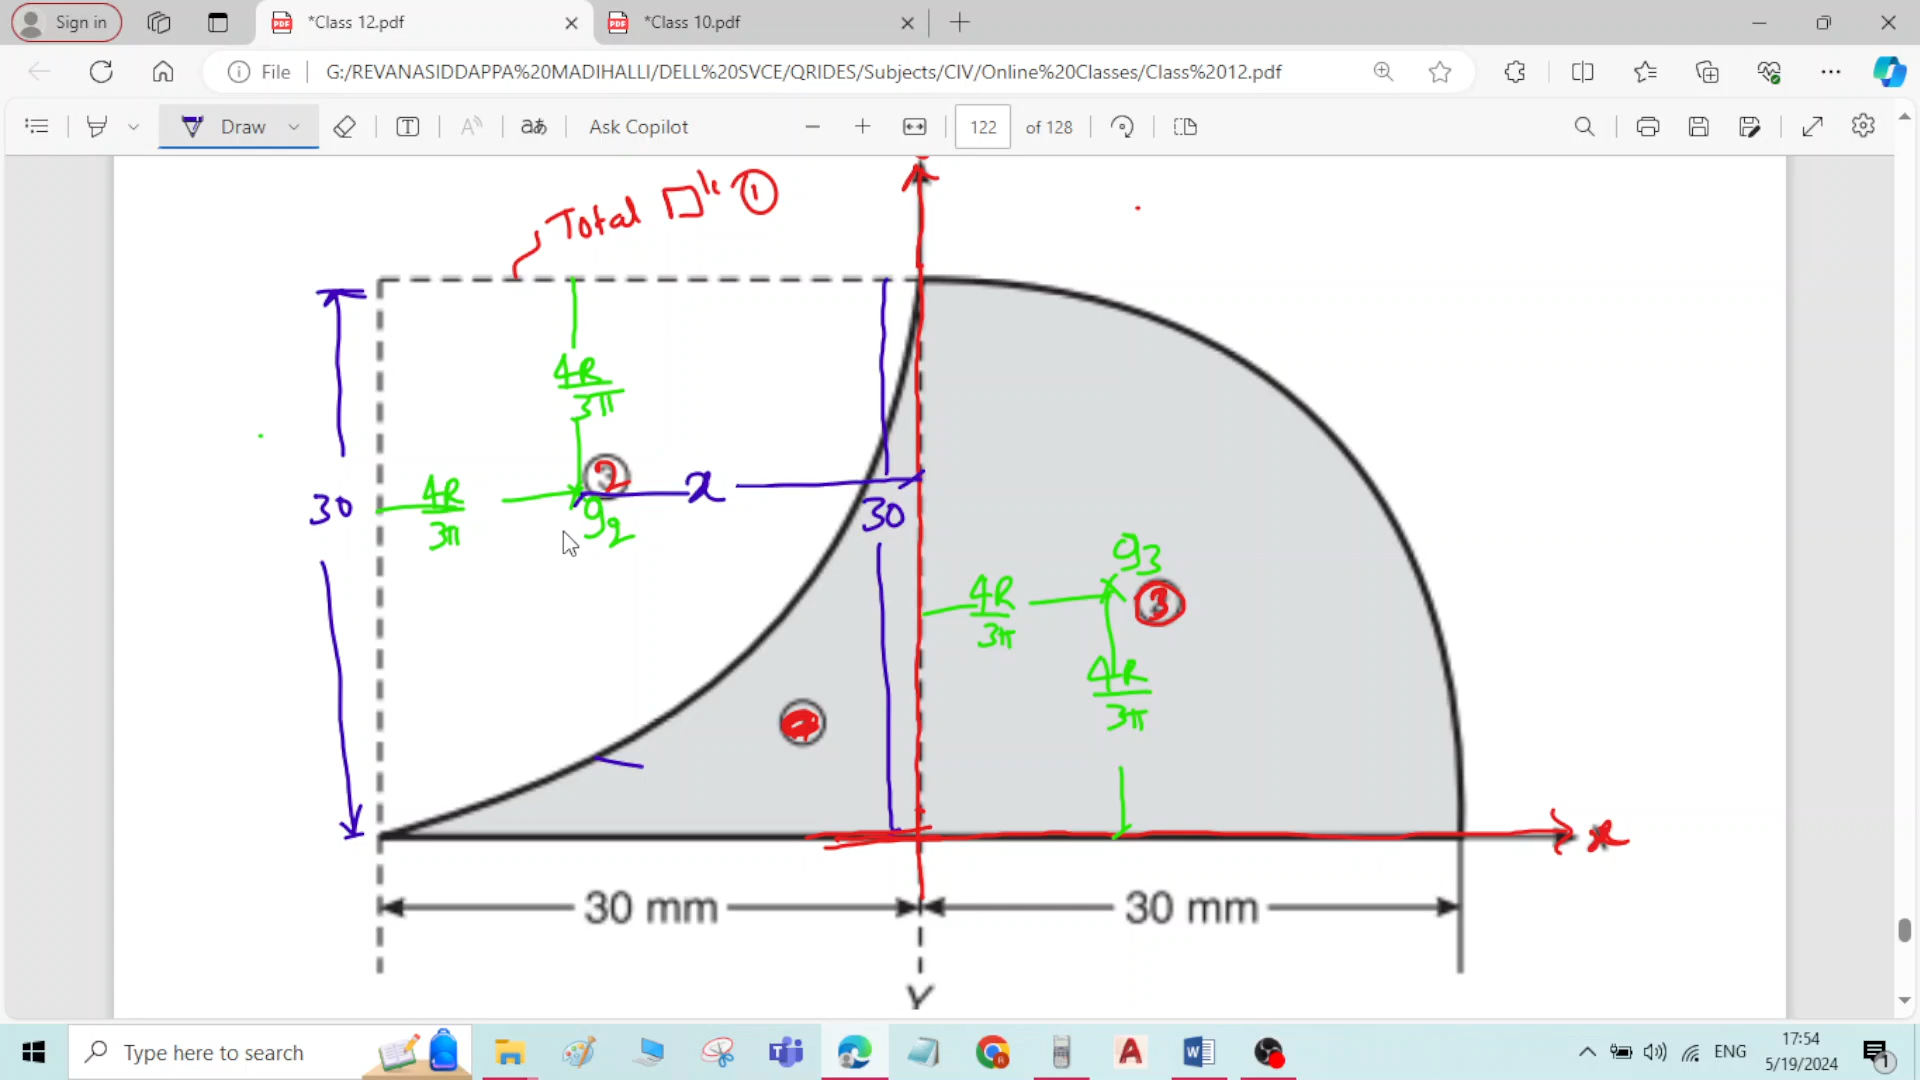 Sign in
*Class 12.pdf
*Class 10.pdf
File
G:/REVANASIDDAPPA%20MADIHALLI/DELL%20SVCE/QRIDES/Subjects/CIV/Online%20Classes/Class%2012.pdf
Draw
Ask Copilot
122
of 128
Total □le ①
4R
3π
2
4R
3π
x
g2
30
30
g3
4R
3π
3
4R
3π
x
30 mm
30 mm
Y
Type here to search
ENG
17:54
5/19/2024
1